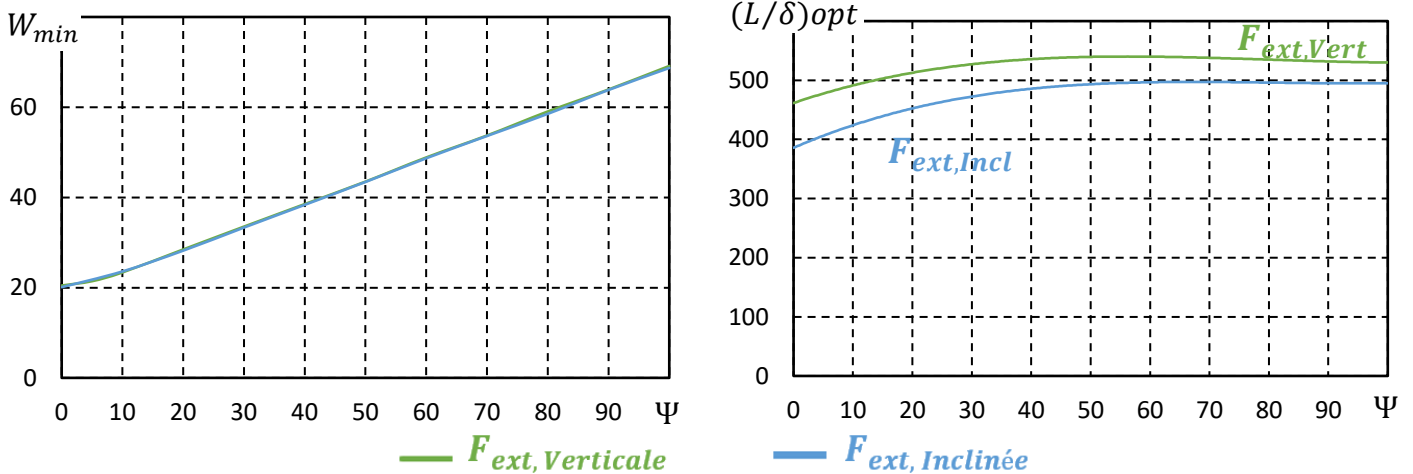 W_min
60
40
20
0
0 10 20 30 40 50 60 70 80 90 Ψ
(L/δ)opt
F_ext,Vert
500
400
F_ext,Incl
300
200
100
0
0 10 20 30 40 50 60 70 80 90 Ψ
F_ext, Verticale
F_ext, Inclinée